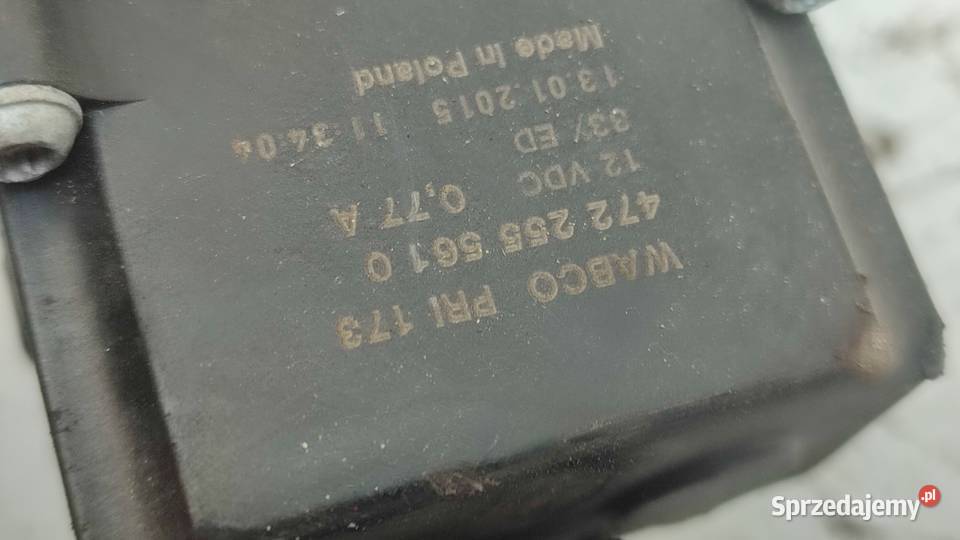 WABCO PRI 173
472 255 561 0
12 VDC 0,77 A
83/ ED
13.01.2015 11:34:04
Made in Poland
Sprzedajemy.pl